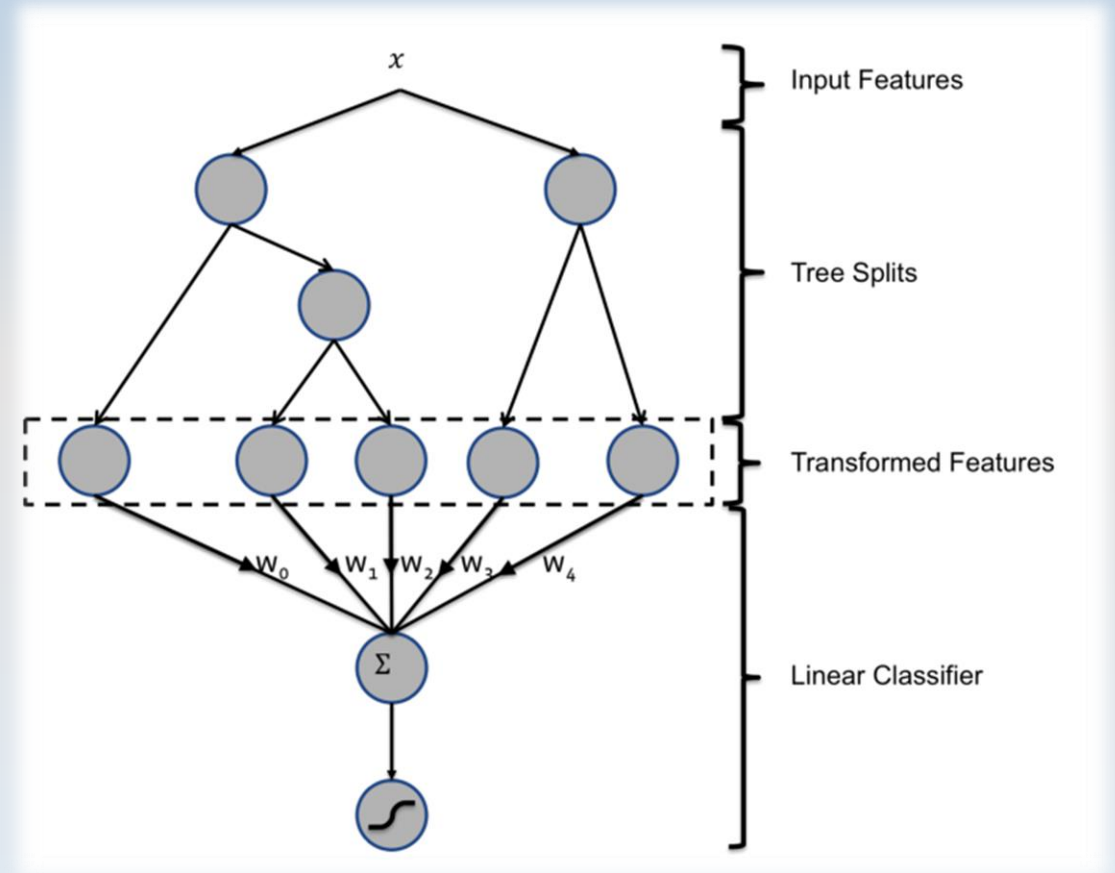 x
Input Features
Tree Splits
Transformed Features
W₀ W₁ W₂ W₃ W₄
Σ
Linear Classifier